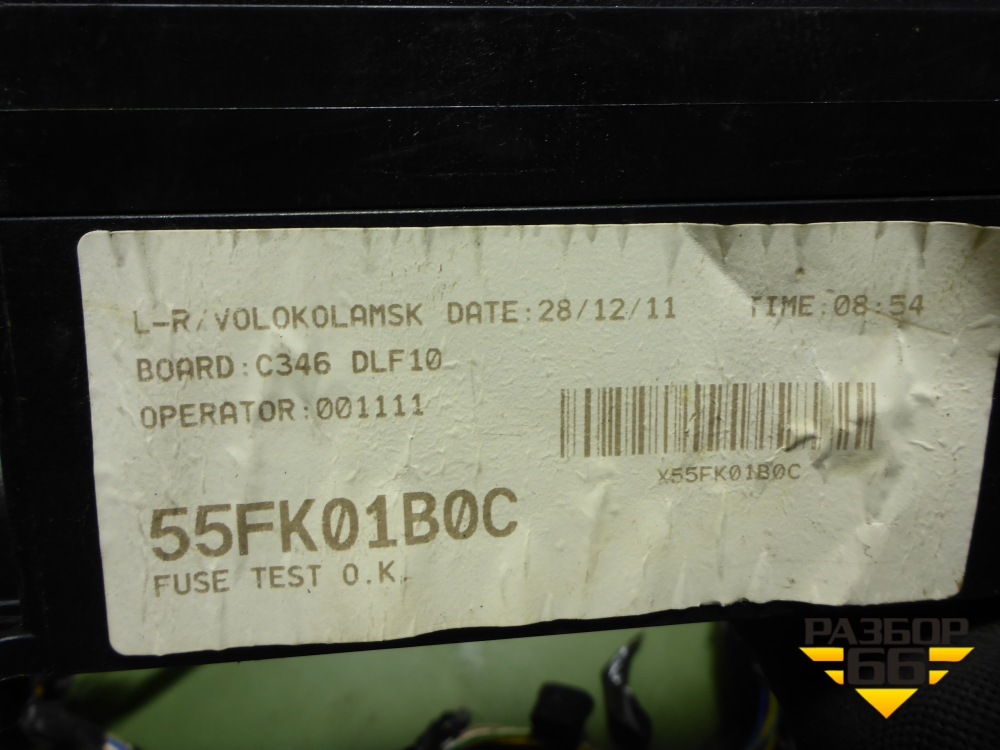 L-R/VOLOKOLAMSK DATE:28/12/11 TIME:08:54
BOARD:C346 DLF10
OPERATOR:001111
X55FK01B0C
55FK01B0C
FUSE TEST O.K.
РАЗБОР
66